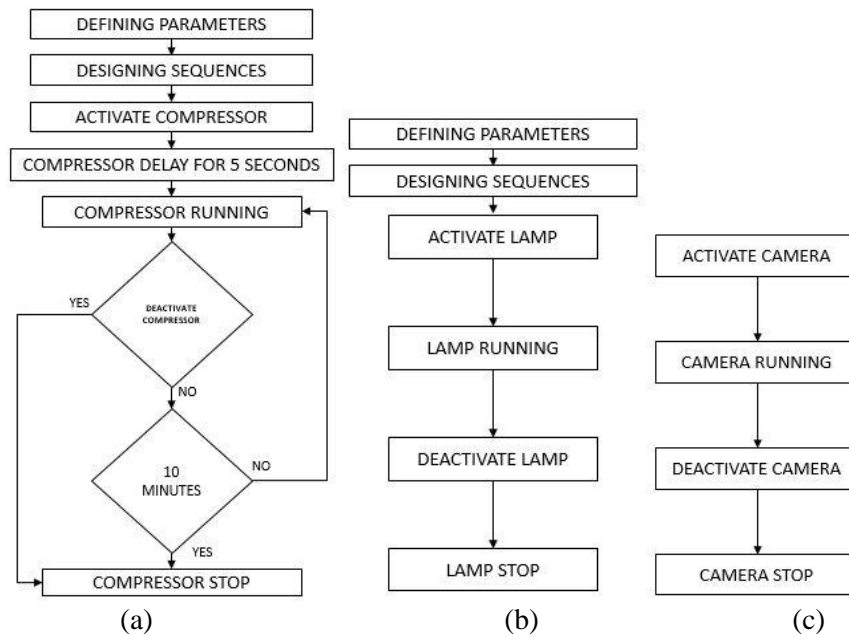 DEFINING PARAMETERS
DESIGNING SEQUENCES
ACTIVATE COMPRESSOR
COMPRESSOR DELAY FOR 5 SECONDS
COMPRESSOR RUNNING
YES
DEACTIVATE
COMPRESSOR
NO
10
MINUTES
NO
YES
COMPRESSOR STOP
(a)
DEFINING PARAMETERS
DESIGNING SEQUENCES
ACTIVATE LAMP
LAMP RUNNING
DEACTIVATE LAMP
LAMP STOP
(b)
ACTIVATE CAMERA
CAMERA RUNNING
DEACTIVATE CAMERA
CAMERA STOP
(c)